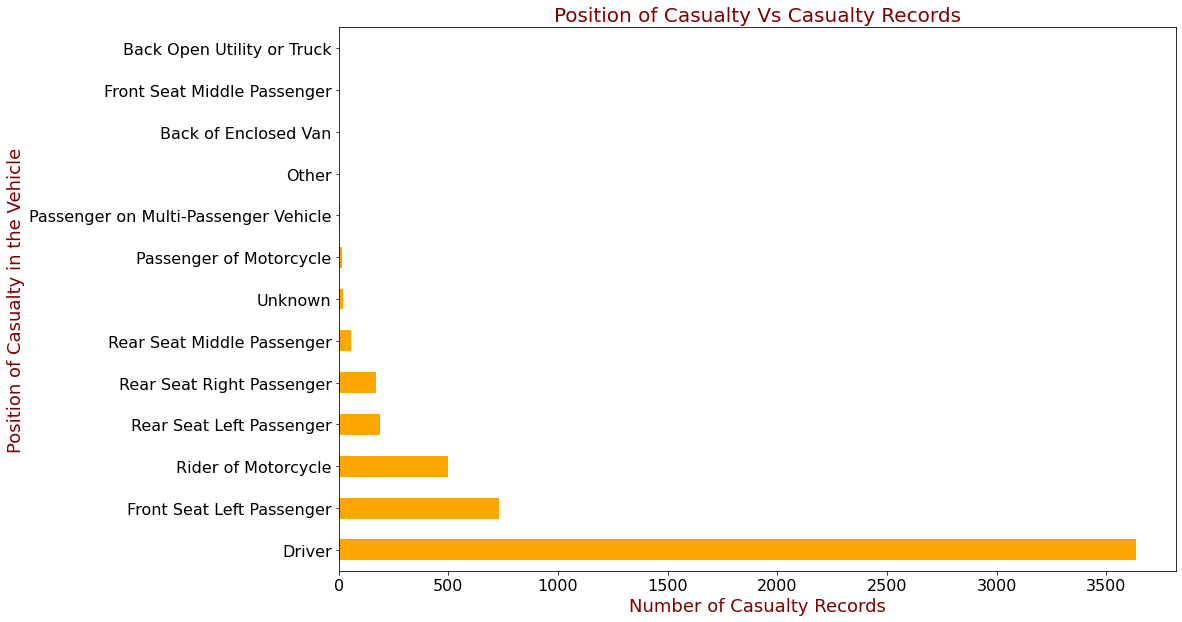 Position of Casualty Vs Casualty Records
Position of Casualty in the Vehicle
Back Open Utility or Truck
Front Seat Middle Passenger
Back of Enclosed Van
Other
Passenger on Multi-Passenger Vehicle
Passenger of Motorcycle
Unknown
Rear Seat Middle Passenger
Rear Seat Right Passenger
Rear Seat Left Passenger
Rider of Motorcycle
Front Seat Left Passenger
Driver
0 500 1000 1500 2000 2500 3000 3500
Number of Casualty Records